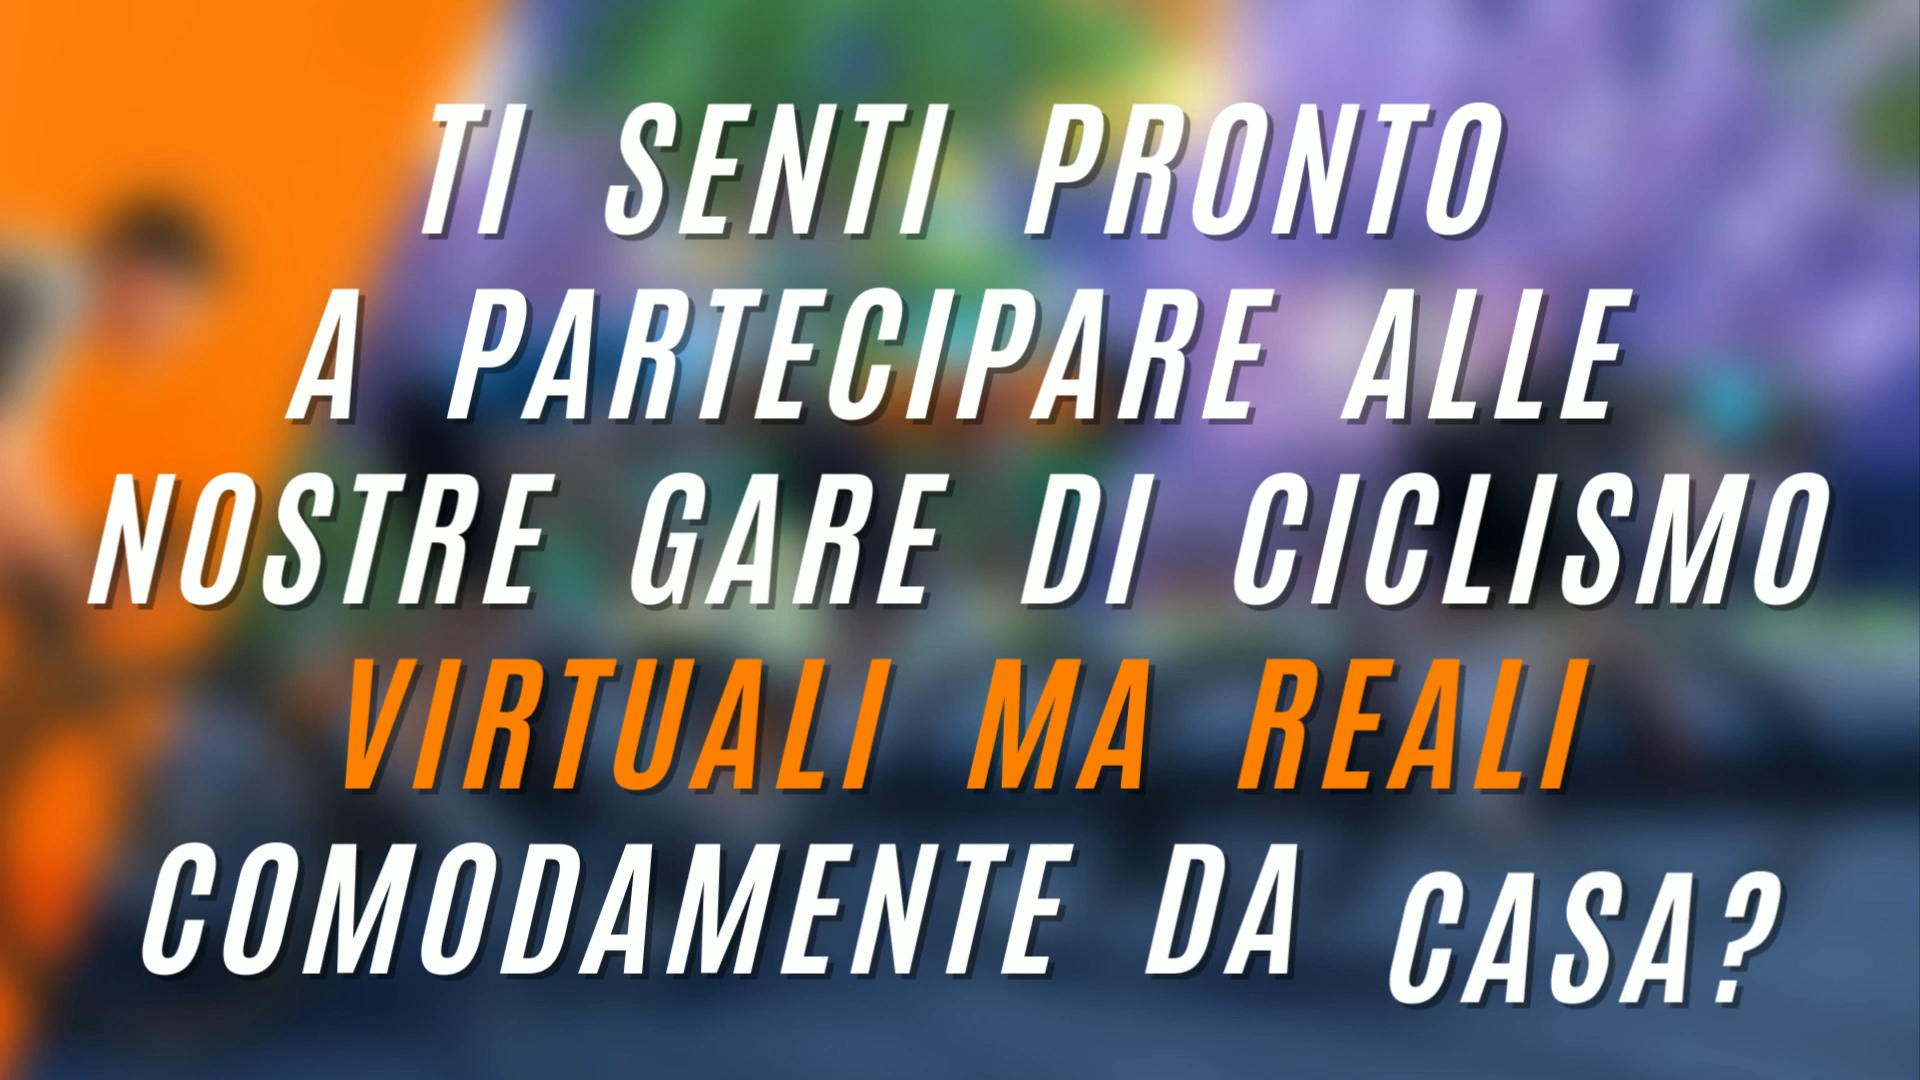 TI SENTI PRONTO
A PARTECIPARE ALLE
NOSTRE GARE DI CICLISMO
VIRTUALI MA REALI
COMODAMENTE DA CASA?